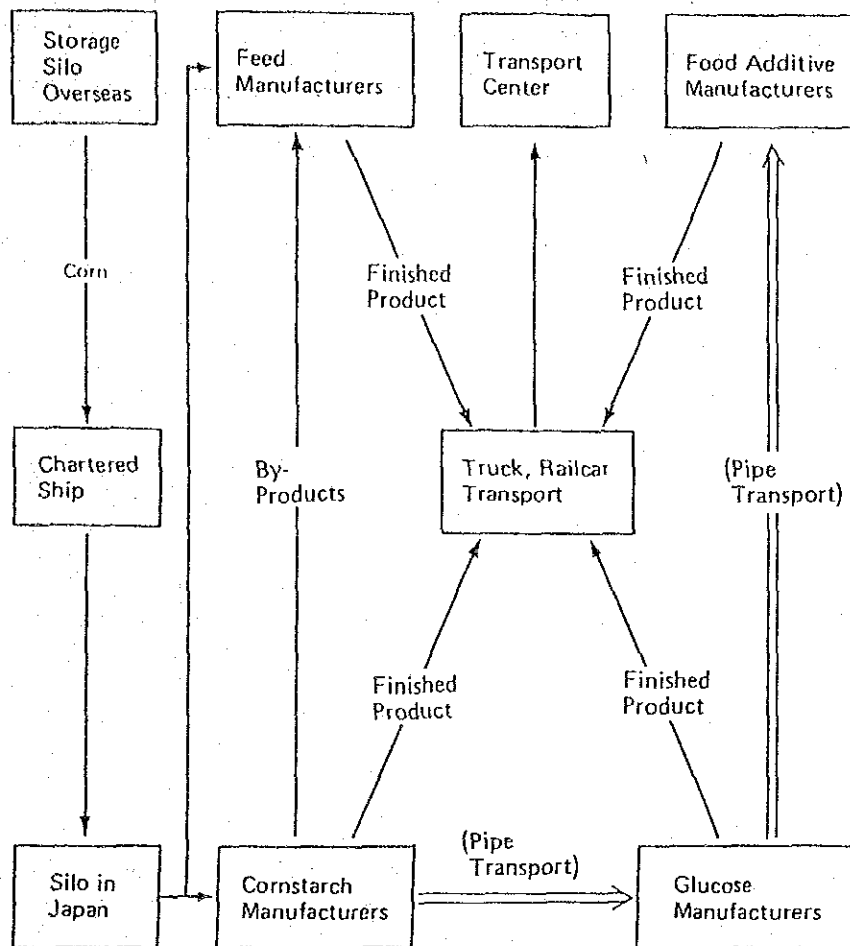 Storage
Silo
Overseas
Feed
Manufacturers
Transport
Center
Food Additive
Manufacturers
Corn
Finished
Product
Finished
Product
Chartered
Ship
By-
Products
Truck, Railcar
Transport
(Pipe
Transport)
Finished
Product
Finished
Product
(Pipe
Transport)
Silo in
Japan
Cornstarch
Manufacturers
Glucose
Manufacturers